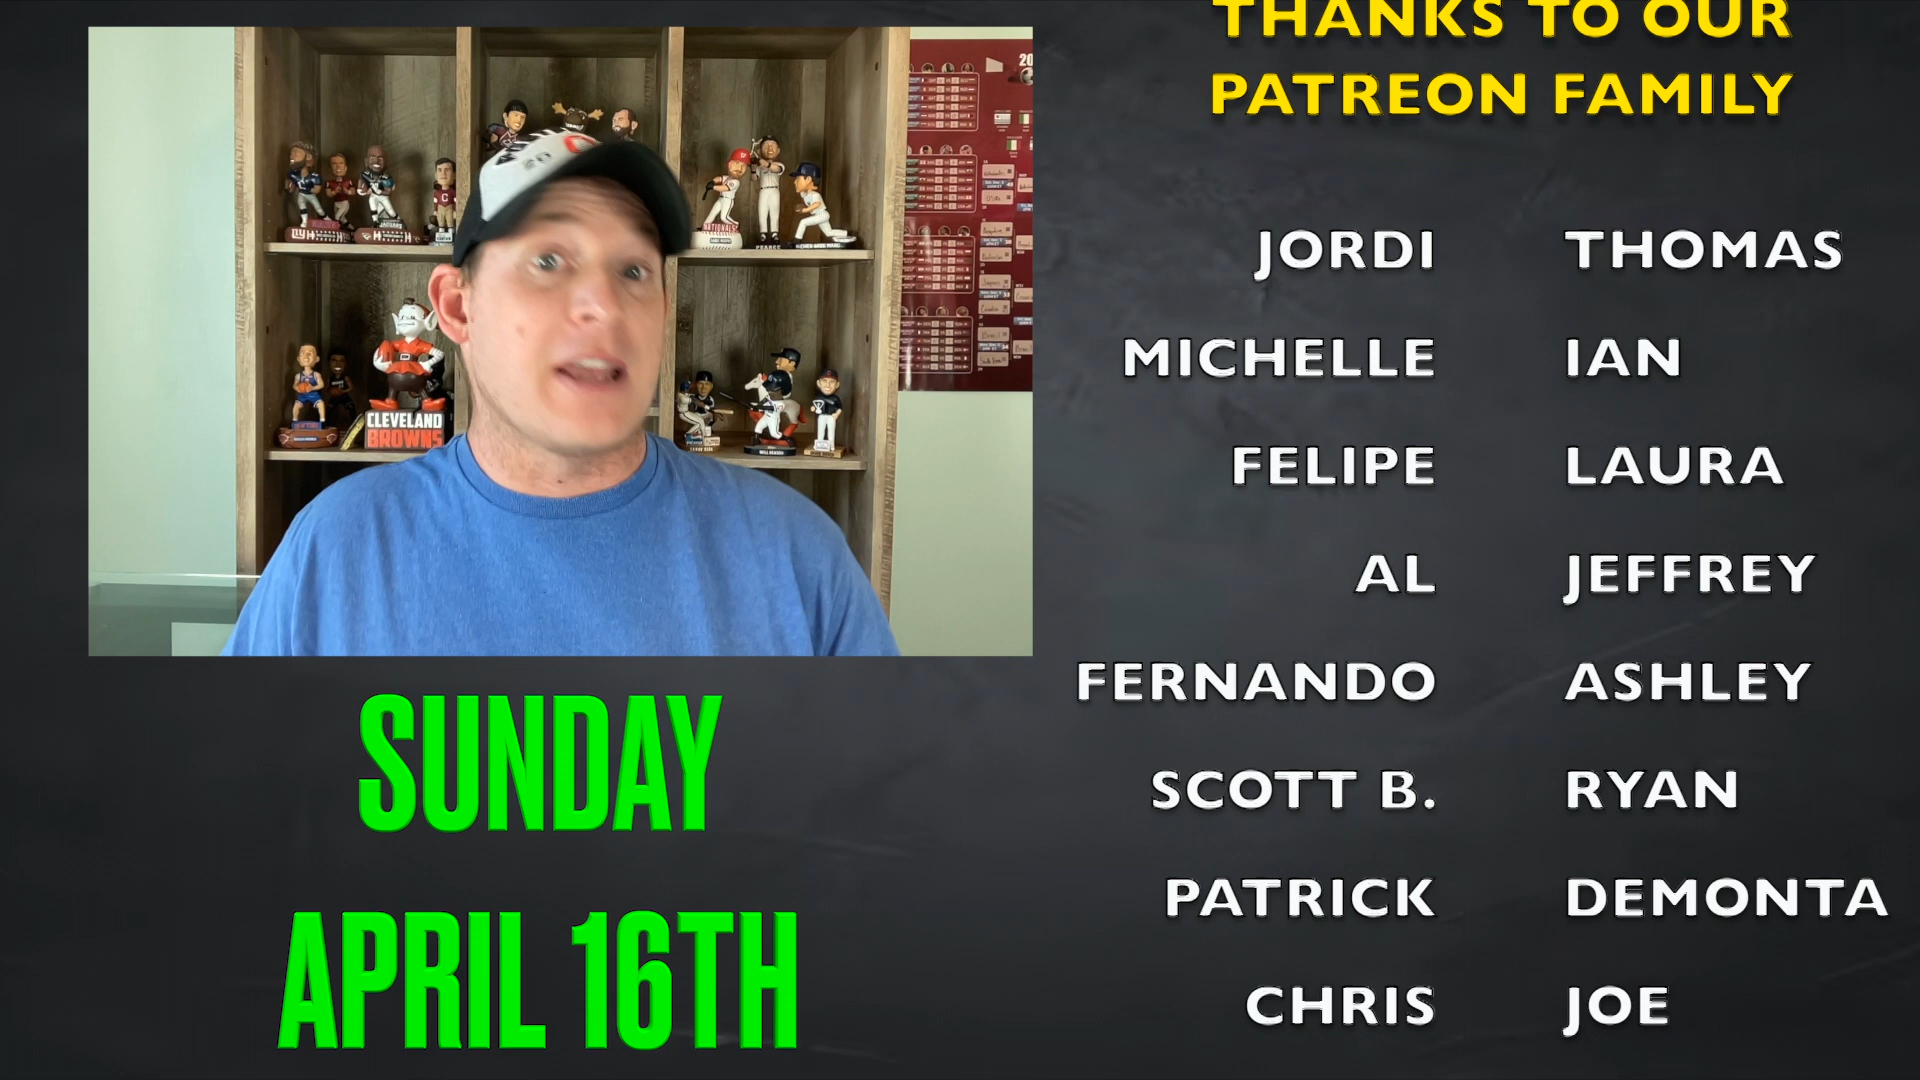 THANKS TO OUR
PATREON FAMILY
JORDI THOMAS
MICHELLE IAN
FELIPE LAURA
AL JEFFREY
FERNANDO ASHLEY
SCOTT B. RYAN
PATRICK DEMONTA
CHRIS JOE
CLEVELAND
BROWNS
NATIONALS
SUNDAY
APRIL 16TH